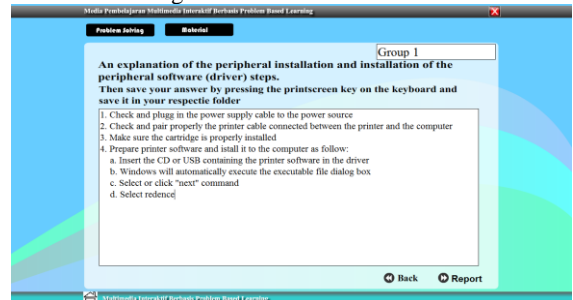 Media Pembelajaran Multimedia Interaktif Berbasis Problem Based Learning
X
Problem Solving
Material
Group 1
An explanation of the peripheral installation and installation of the
peripheral software (driver) steps.
Then save your answer by pressing the printscreen key on the keyboard and
save it in your respectie folder
1. Check and plugg in the power supply cable to the power source
2. Check and pair properly the printer cable connected between the printer and the computer
3. Make sure the cartridge is properly installed
4. Prepare printer software and istall it to the computer as follow:
a. Insert the CD or USB containing the printer software in the driver
b. Windows will automatically execute the executable file dialog box
c. Select or click "next" command
d. Select redence
Back
Report
Multimedia Interaktif Berbasis Problem Based Learning